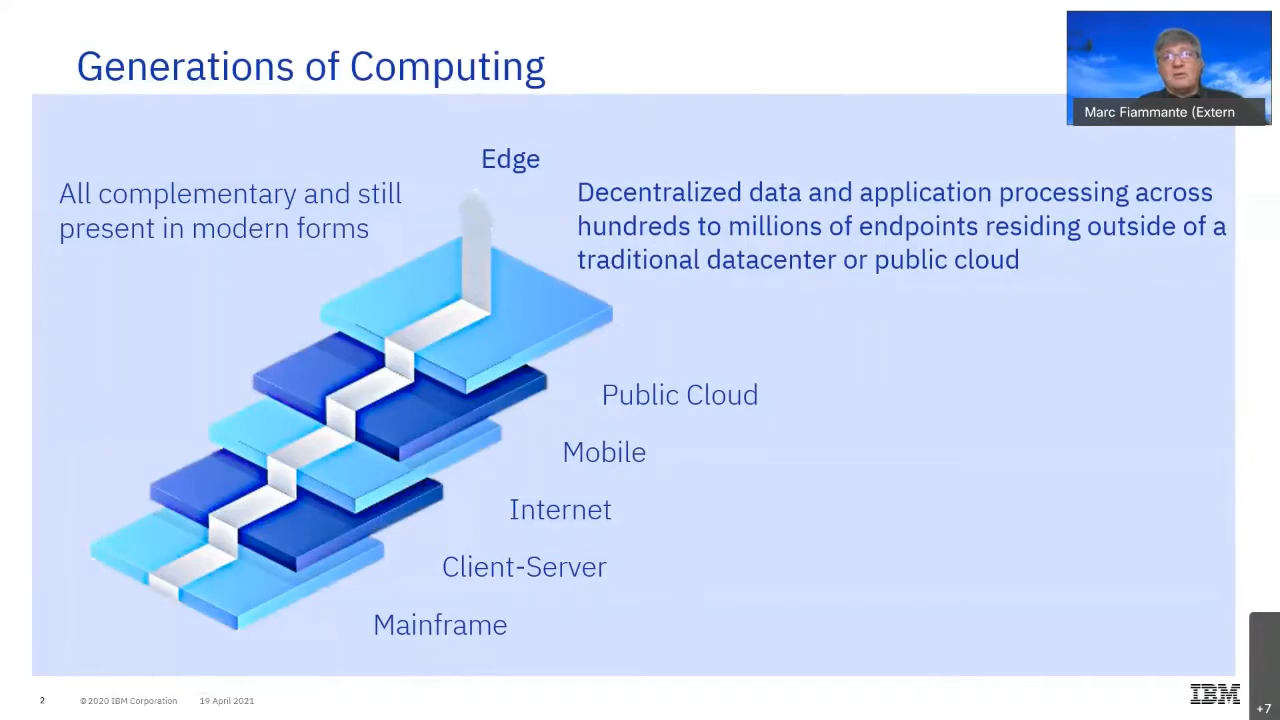 Generations of Computing
Marc Fiammante (Extern
Edge
All complementary and still
present in modern forms
Decentralized data and application processing across
hundreds to millions of endpoints residing outside of a
traditional datacenter or public cloud
Public Cloud
Mobile
Internet
Client-Server
Mainframe
2
©2020 IBM Corporation
19 April 2021
IBM
+7